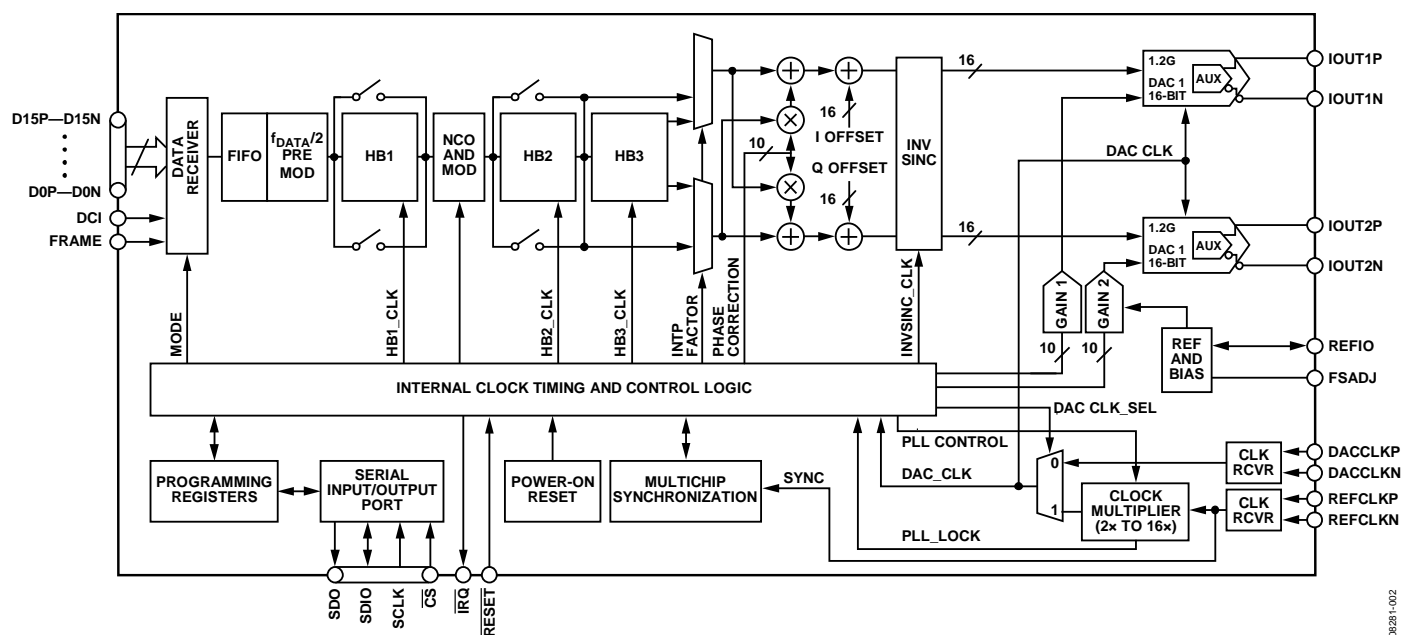 D15P—D15N
D0P—D0N
DCI
FRAME
DATA
RECEIVER
FIFO
fDATA/2
PRE
MOD
HB1
NCO
AND
MOD
HB2
HB3
16
I OFFSET
10
Q OFFSET
16
INV
SINC
16
16
1.2G
DAC 1
16-BIT
AUX
IOUT1P
IOUT1N
DAC CLK
1.2G
DAC 1
16-BIT
AUX
IOUT2P
IOUT2N
MODE
HB1_CLK
HB2_CLK
HB3_CLK
INTP
FACTOR
PHASE
CORRECTION
INVSINC_CLK
GAIN 1
GAIN 2
10
10
REF
AND
BIAS
REFIO
FSADJ
INTERNAL CLOCK TIMING AND CONTROL LOGIC
DAC CLK_SEL
PLL CONTROL
DAC_CLK
PLL_LOCK
PROGRAMMING
REGISTERS
SERIAL
INPUT/OUTPUT
PORT
POWER-ON
RESET
MULTICHIP
SYNCHRONIZATION
SYNC
0
1
CLOCK
MULTIPLIER
(2× TO 16×)
CLK
RCVR
CLK
RCVR
DACCLKP
DACCLKN
REFCLKP
REFCLKN
SDO
SDIO
SCLK
CS
IRQ
RESET
08281-002